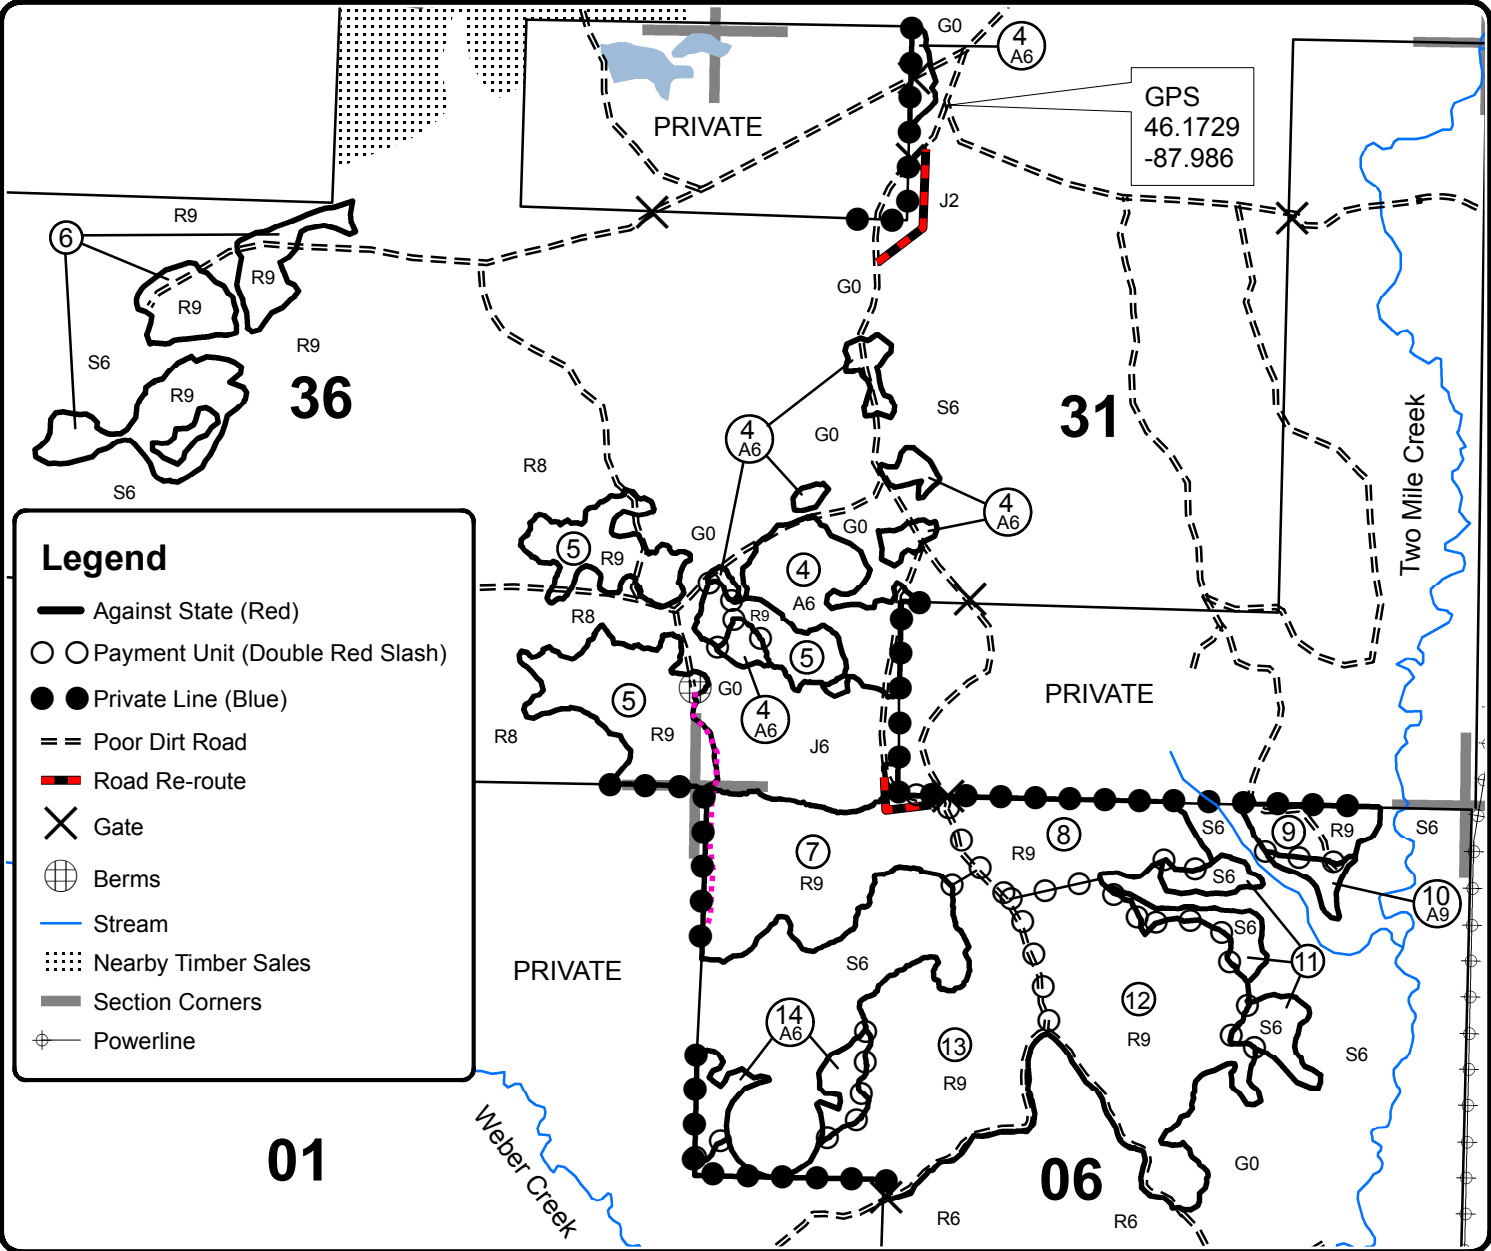 G0
4
A6
GPS
46.1729
-87.986
PRIVATE
R9
6
J2
R9
R9
G0
R9
S6
36
R9
S6
31
Two Mile Creek
4
A6
G0
R8
S6
4
A6
G0
G0
5
R9
4
A6
R8
R9
5
5
G0
4
A6
PRIVATE
R8
R9
J6
Legend
Against State (Red)
Payment Unit (Double Red Slash)
Private Line (Blue)
Poor Dirt Road
Road Re-route
Gate
Berms
Stream
Nearby Timber Sales
Section Corners
Powerline
7
R9
8
R9
S6
9
R9
S6
S6
10
A9
S6
11
PRIVATE
S6
12
R9
S6
S6
14
A6
13
R9
Weber Creek
01
06
G0
R6
R6